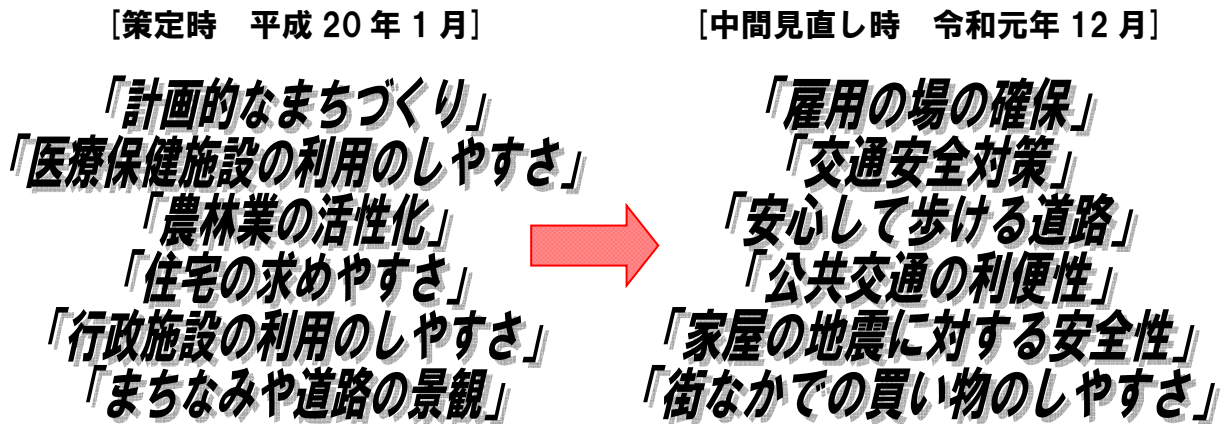 [策定時　平成 20 年 1 月]
「計画的なまちづくり」
「医療保健施設の利用のしやすさ」
「農林業の活性化」
「住宅の求めやすさ」
「行政施設の利用のしやすさ」
「まちなみや道路の景観」
[中間見直し時　令和元年 12 月]
「雇用の場の確保」
「交通安全対策」
「安心して歩ける道路」
「公共交通の利便性」
「家屋の地震に対する安全性」
「街なかでの買い物のしやすさ」